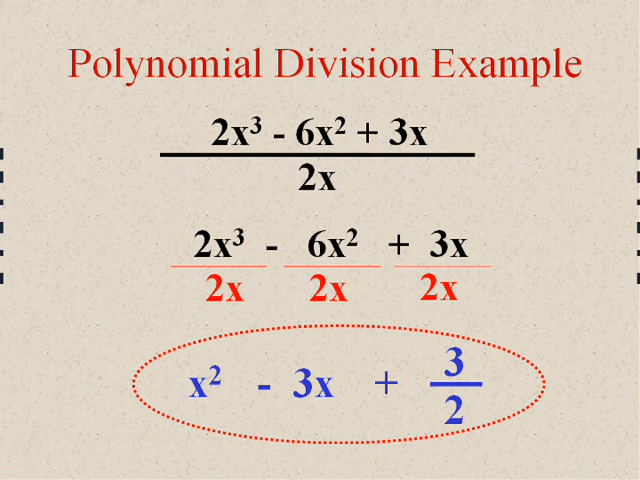 Polynomial Division Example
2x³ - 6x² + 3x
2x
2x³ - 6x² + 3x
2x 2x 2x
x² - 3x + 3
2